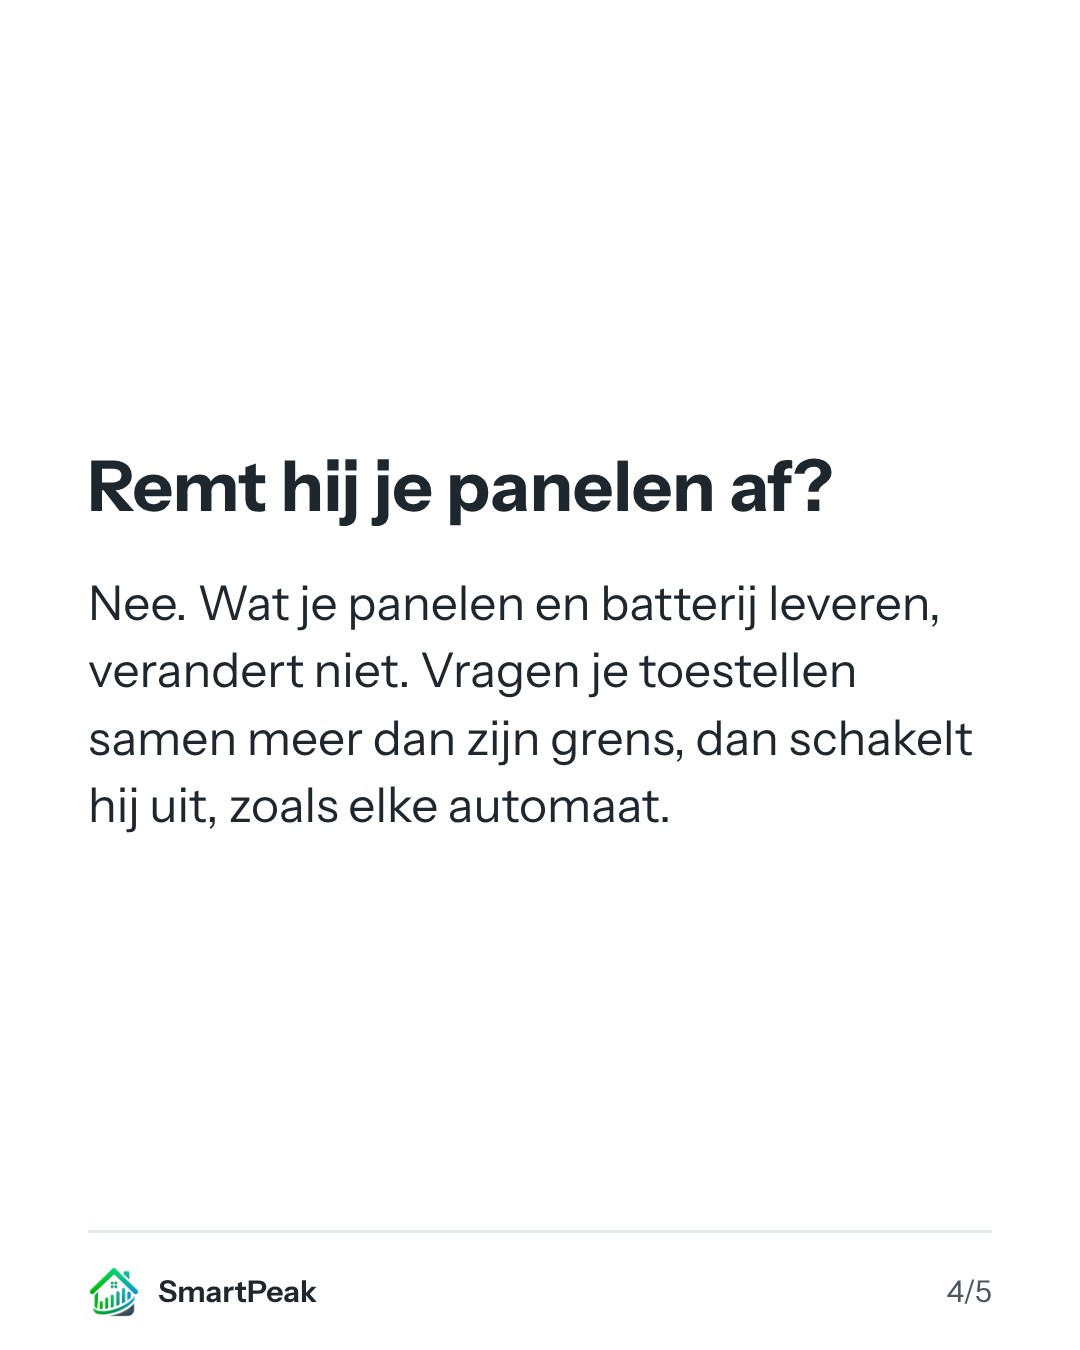 Remt hij je panelen af?
Nee. Wat je panelen en batterij leveren,
verandert niet. Vragen je toestellen
samen meer dan zijn grens, dan schakelt
hij uit, zoals elke automaat.
SmartPeak
4/5